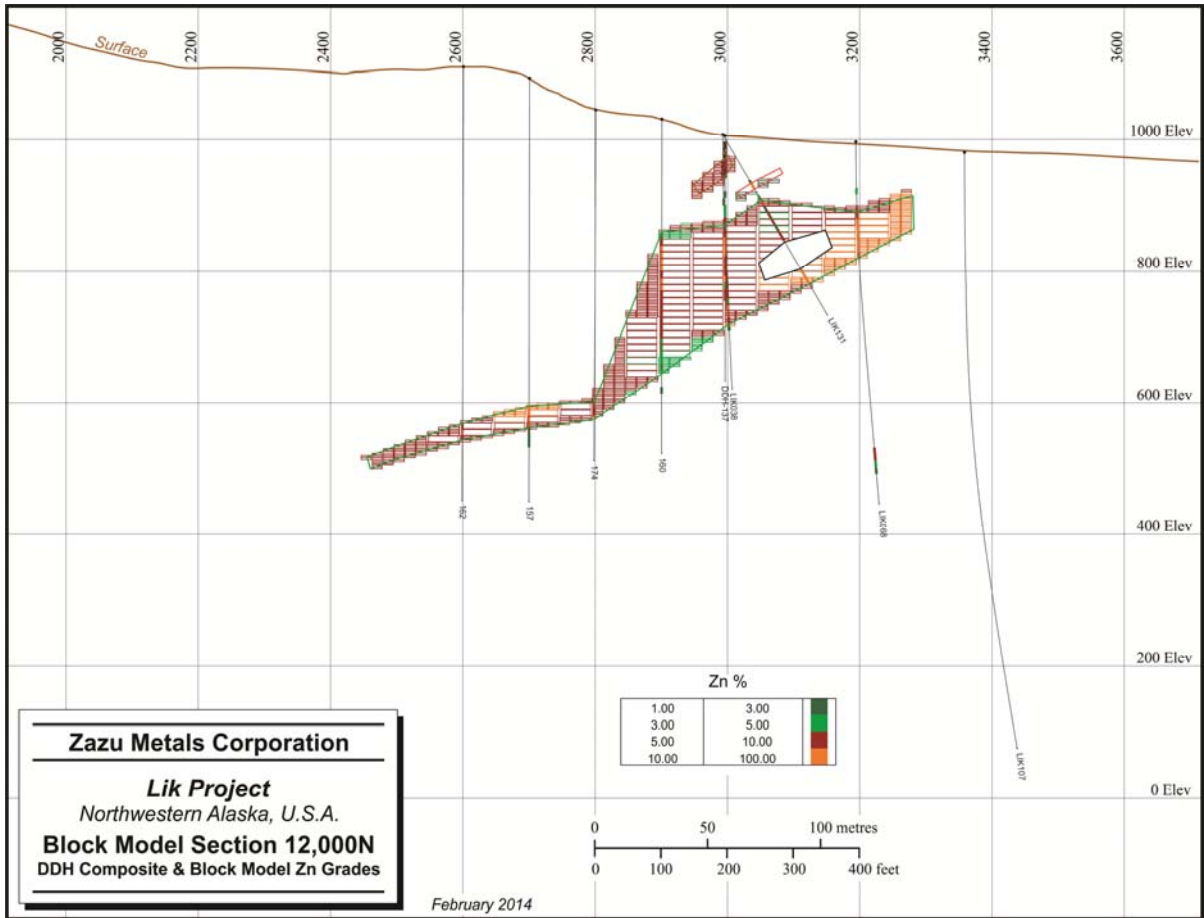 2000
2200
2400
2600
2800
3000
3200
3400
3600
Surface
1000 Elev
800 Elev
LIK131
600 Elev
DDH-137
LIK036
174
160
162
157
LIK068
400 Elev
200 Elev
LIK107
0 Elev
Zn %
1.00 3.00
3.00 5.00
5.00 10.00
10.00 100.00
0 50 100 metres
0 100 200 300 400 feet
Zazu Metals Corporation
Lik Project
Northwestern Alaska, U.S.A.
Block Model Section 12,000N
DDH Composite & Block Model Zn Grades
February 2014